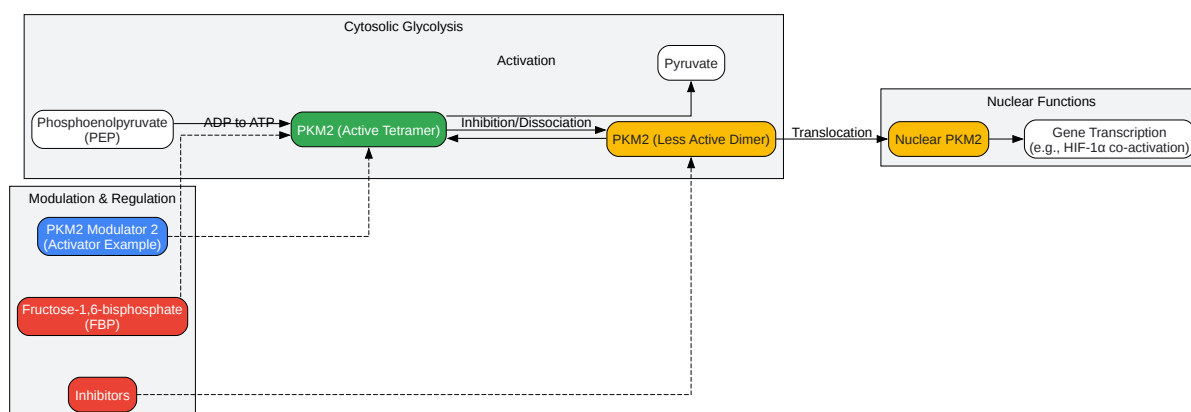 Cytosolic Glycolysis
Activation
Pyruvate
Phosphoenolpyruvate
(PEP)
ADP to ATP
PKM2 (Active Tetramer)
Inhibition/Dissociation
PKM2 (Less Active Dimer)
Translocation
Nuclear Functions
Nuclear PKM2
Gene Transcription
(e.g., HIF-1α co-activation)
Modulation & Regulation
PKM2 Modulator 2
(Activator Example)
Fructose-1,6-bisphosphate
(FBP)
Inhibitors